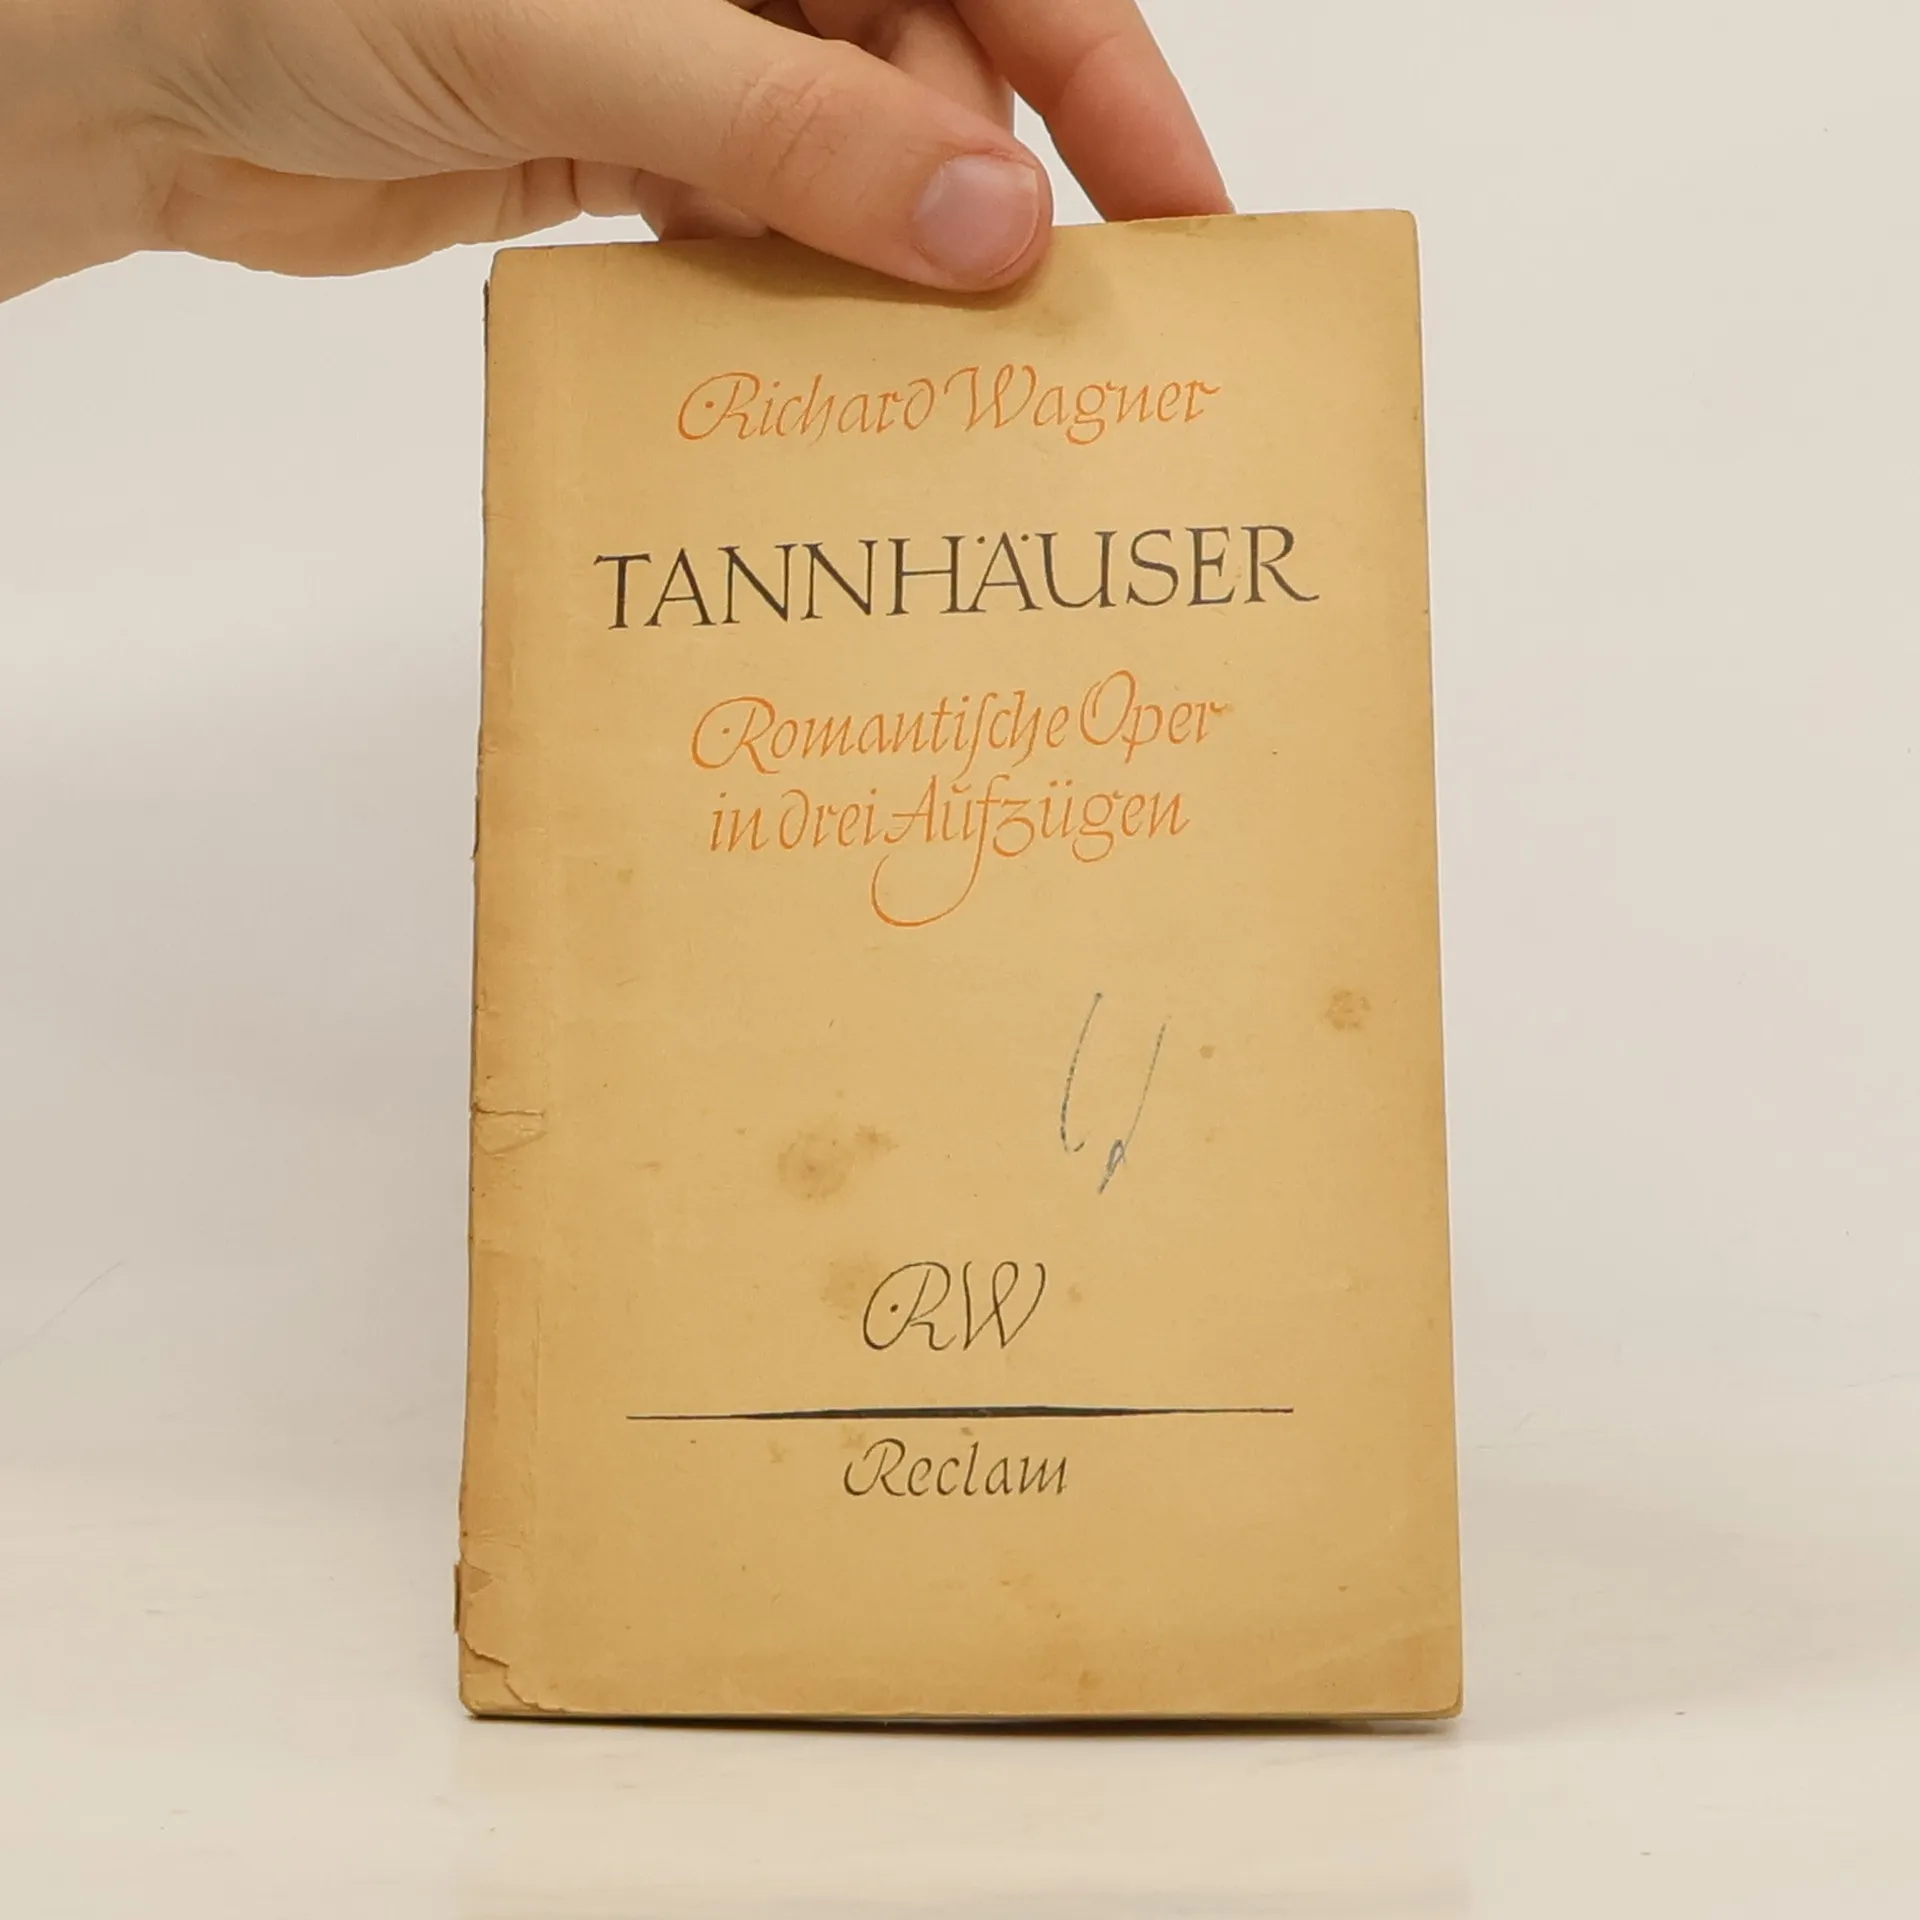 Richard Wagner
TANNHÄUSER
Romantische Oper
in drei Aufzügen
RW
Reclam